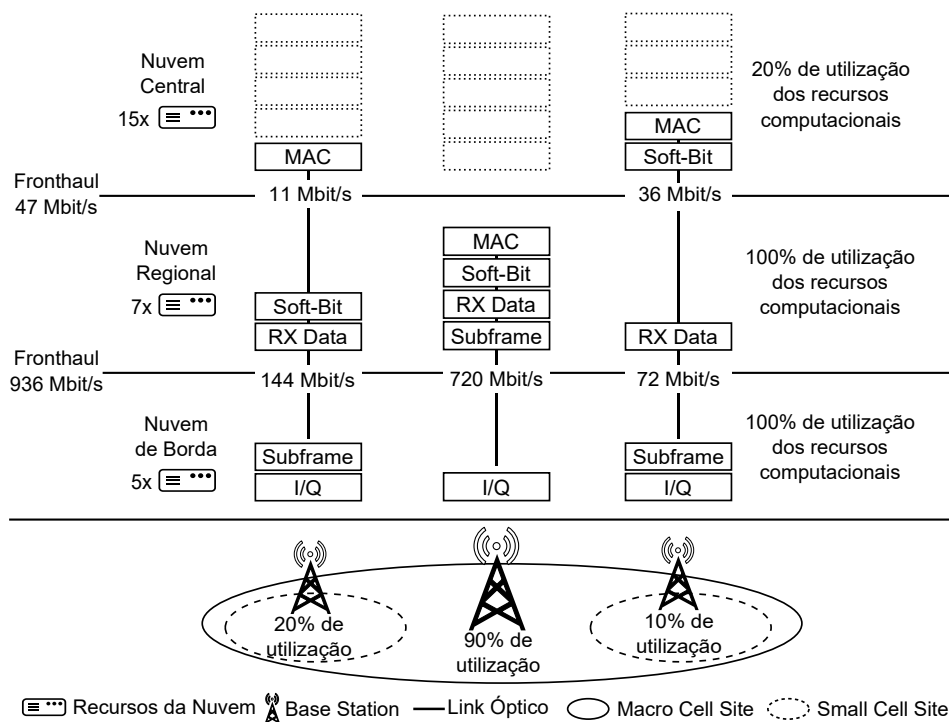 Nuvem
Central
15x
20% de utilização
dos recursos
computacionais
MAC
MAC
Soft-Bit
Fronthaul
47 Mbit/s
11 Mbit/s
36 Mbit/s
Nuvem
Regional
7x
MAC
Soft-Bit
RX Data
Subframe
Soft-Bit
RX Data
RX Data
100% de utilização
dos recursos
computacionais
Fronthaul
936 Mbit/s
144 Mbit/s
720 Mbit/s
72 Mbit/s
Nuvem
de Borda
5x
Subframe
I/Q
I/Q
Subframe
I/Q
100% de utilização
dos recursos
computacionais
20% de
utilização
90% de
utilização
10% de
utilização
Recursos da Nuvem
Base Station
Link Óptico
Macro Cell Site
Small Cell Site